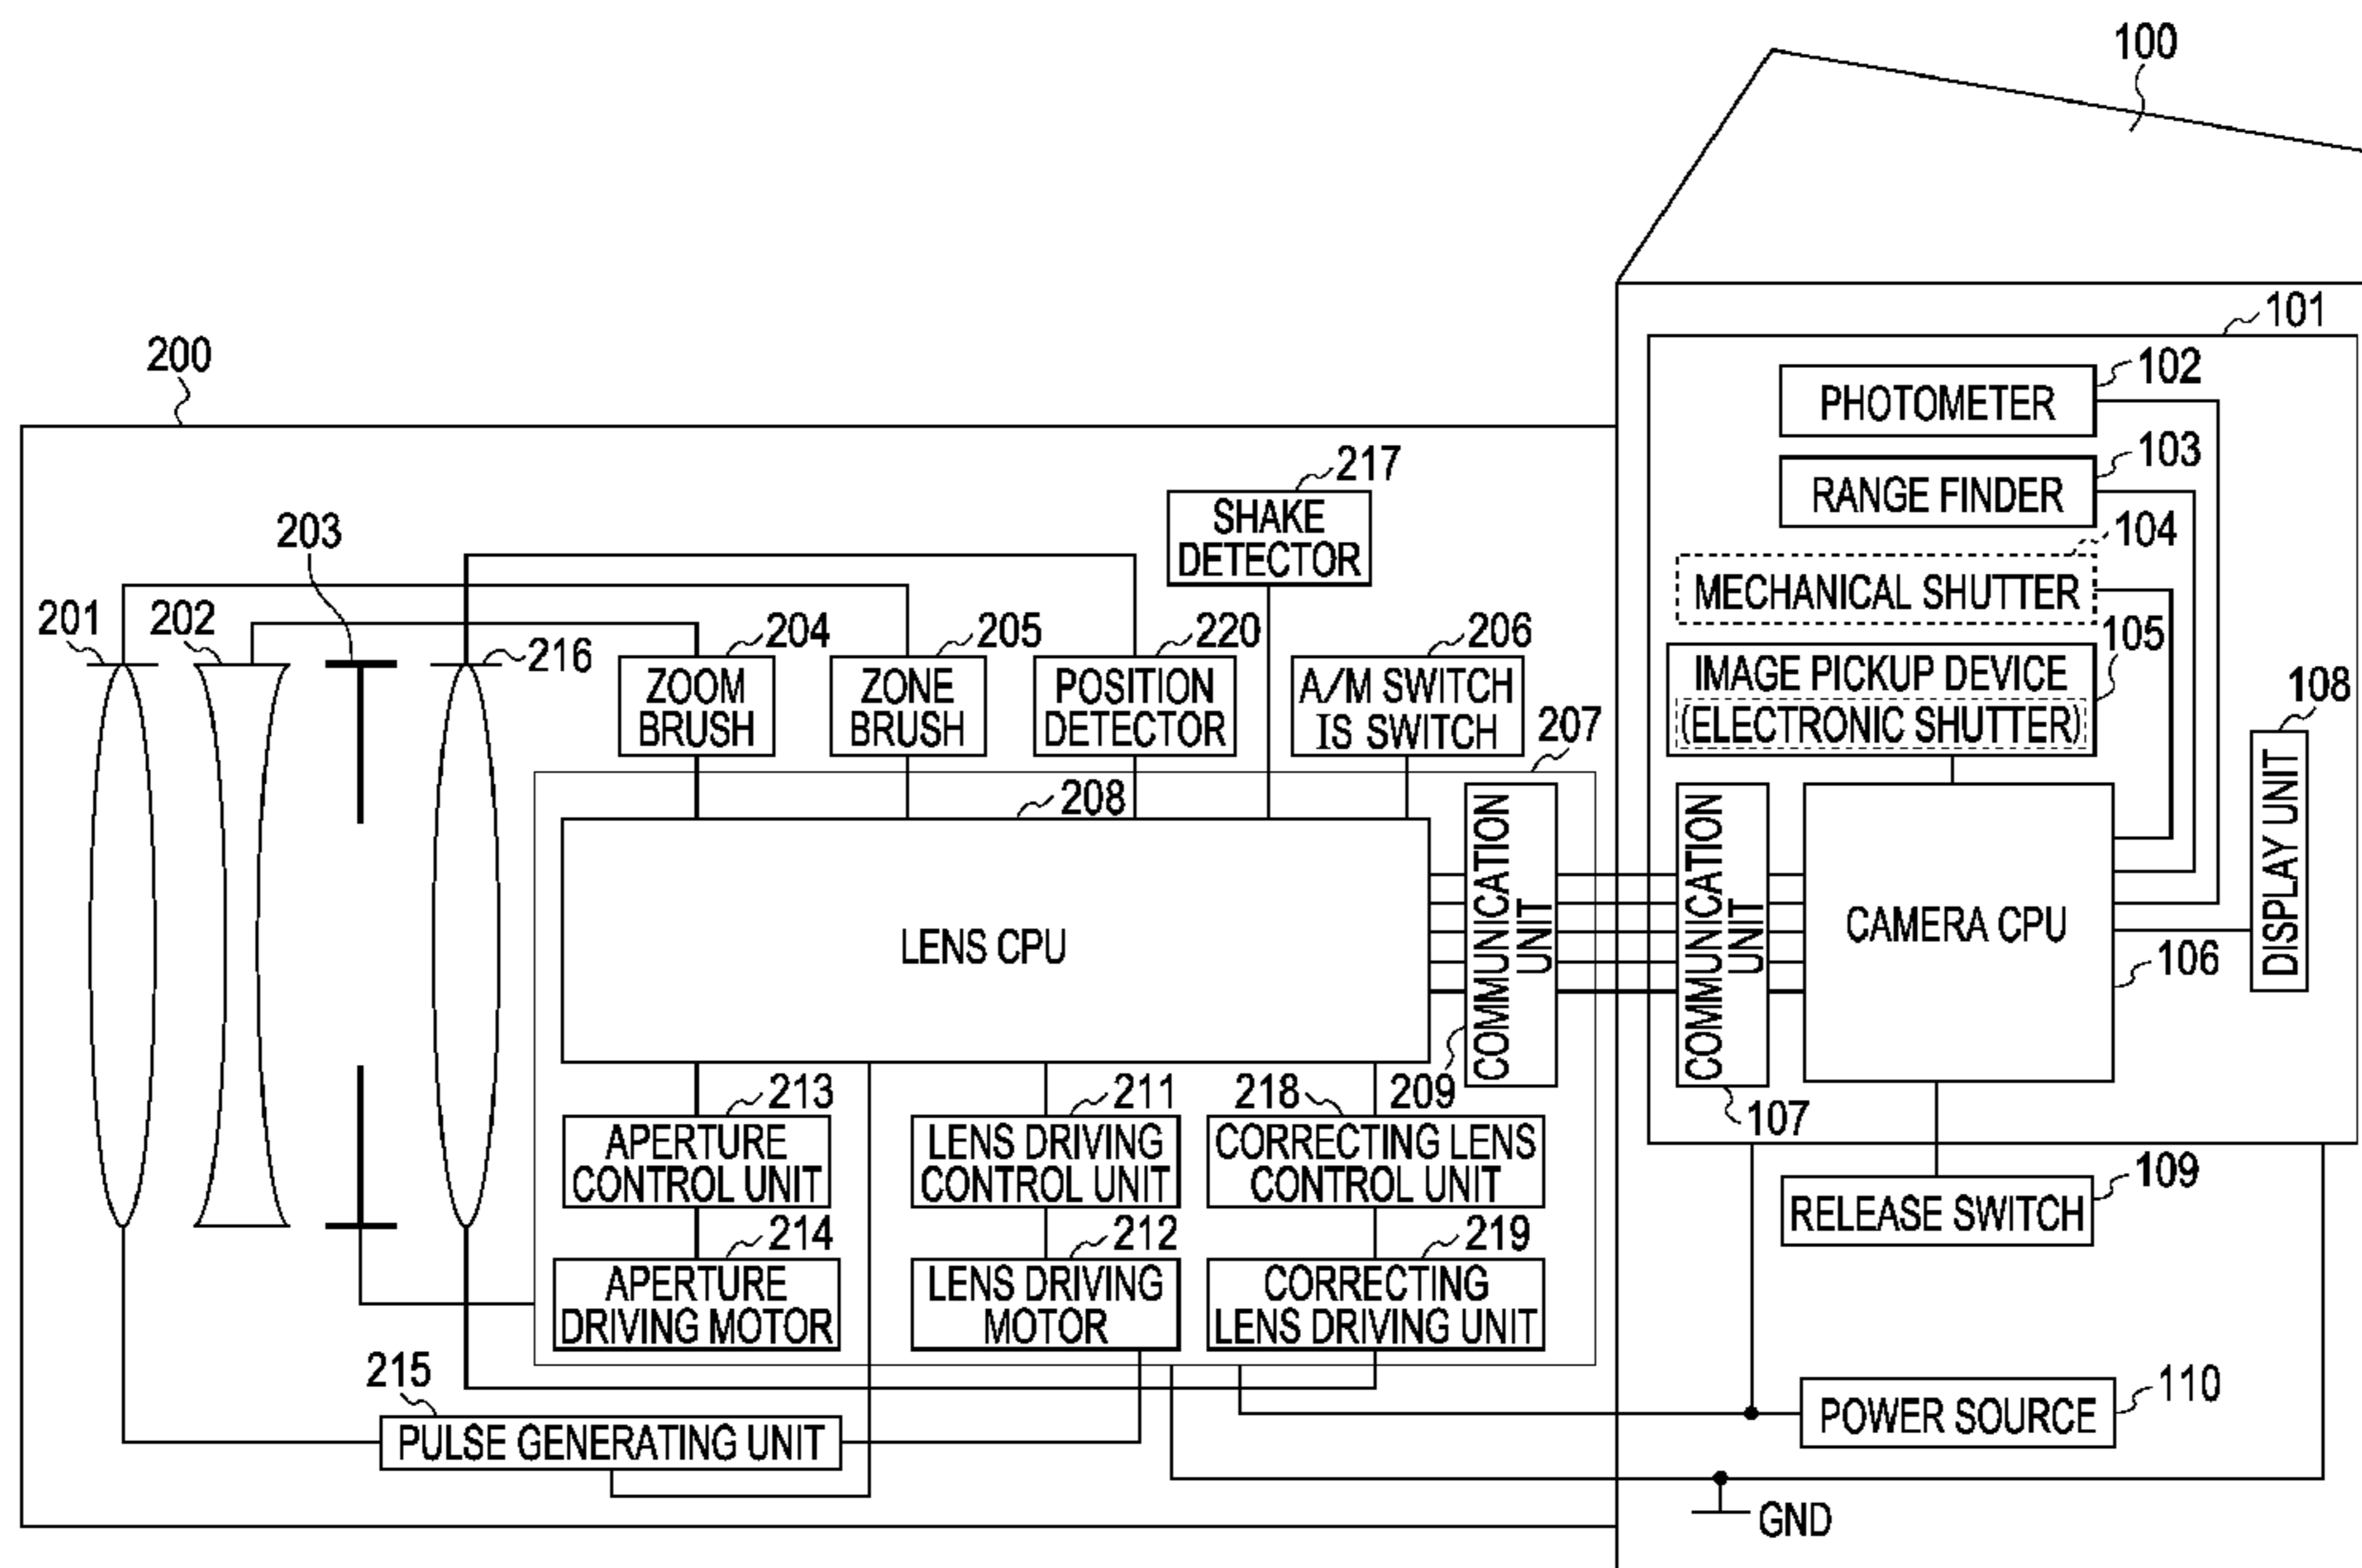 100
101
200
PHOTOMETER
102
RANGE FINDER
103
MECHANICAL SHUTTER
104
IMAGE PICKUP DEVICE
(ELECTRONIC SHUTTER)
105
DISPLAY UNIT
108
217
SHAKE
DETECTOR
203
201
202
216
204
ZOOM
BRUSH
205
ZONE
BRUSH
220
POSITION
DETECTOR
206
A/M SWITCH
IS SWITCH
207
208
LENS CPU
COMMUNICATION
UNIT
209
COMMUNICATION
UNIT
107
CAMERA CPU
106
213
APERTURE
CONTROL UNIT
211
LENS DRIVING
CONTROL UNIT
218
CORRECTING LENS
CONTROL UNIT
214
APERTURE
DRIVING MOTOR
212
LENS DRIVING
MOTOR
219
CORRECTING
LENS DRIVING UNIT
109
RELEASE SWITCH
215
PULSE GENERATING UNIT
110
POWER SOURCE
GND